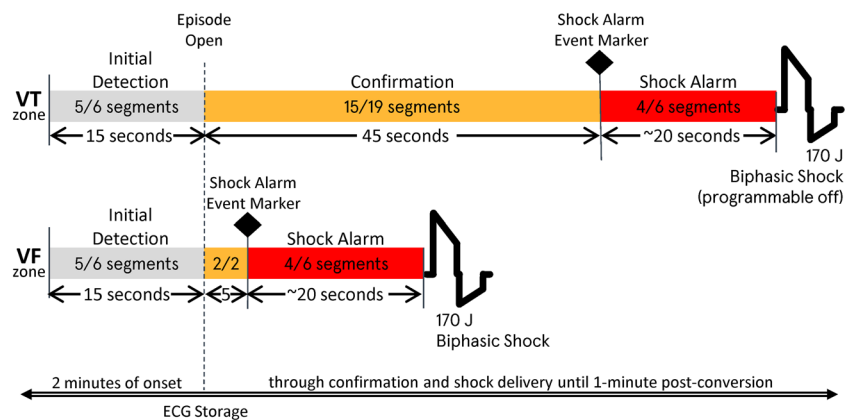 Episode
Open
Shock Alarm
Event Marker
Initial
Detection
Confirmation
Shock Alarm
VT
zone
5/6 segments
15/19 segments
4/6 segments
15 seconds
45 seconds
~20 seconds
170 J
Biphasic Shock
(programmable off)
Shock Alarm
Event Marker
Initial
Detection
Shock Alarm
VF
zone
5/6 segments
2/2
4/6 segments
15 seconds
5
~20 seconds
170 J
Biphasic Shock
2 minutes of onset
through confirmation and shock delivery until 1-minute post-conversion
ECG Storage